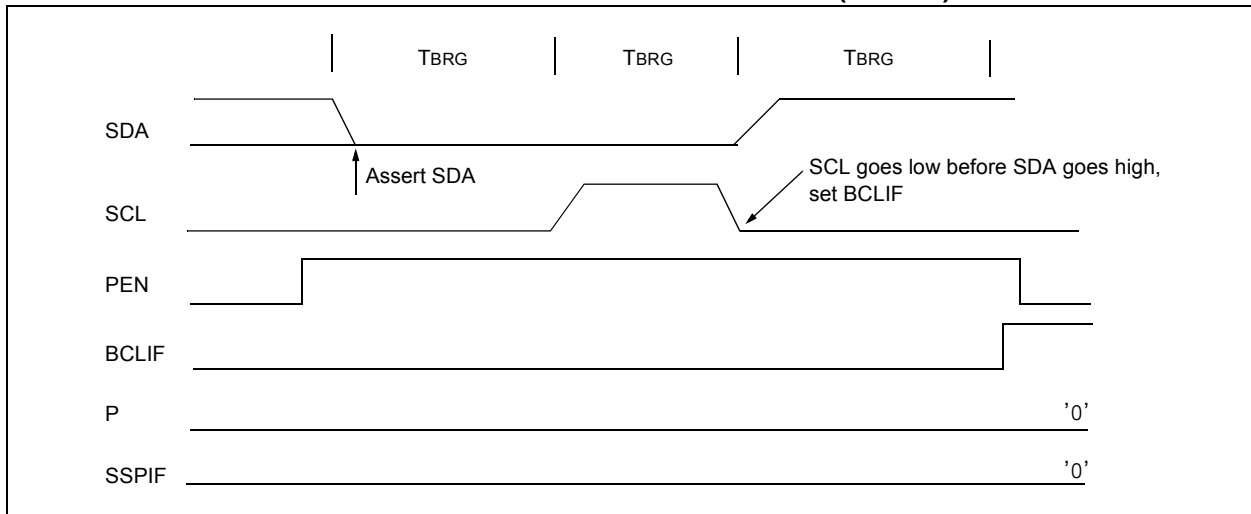 TBRG TBRG TBRG
SDA
Assert SDA
SCL goes low before SDA goes high,
set BCLIF
SCL
PEN
BCLIF
P '0'
SSPIF '0'